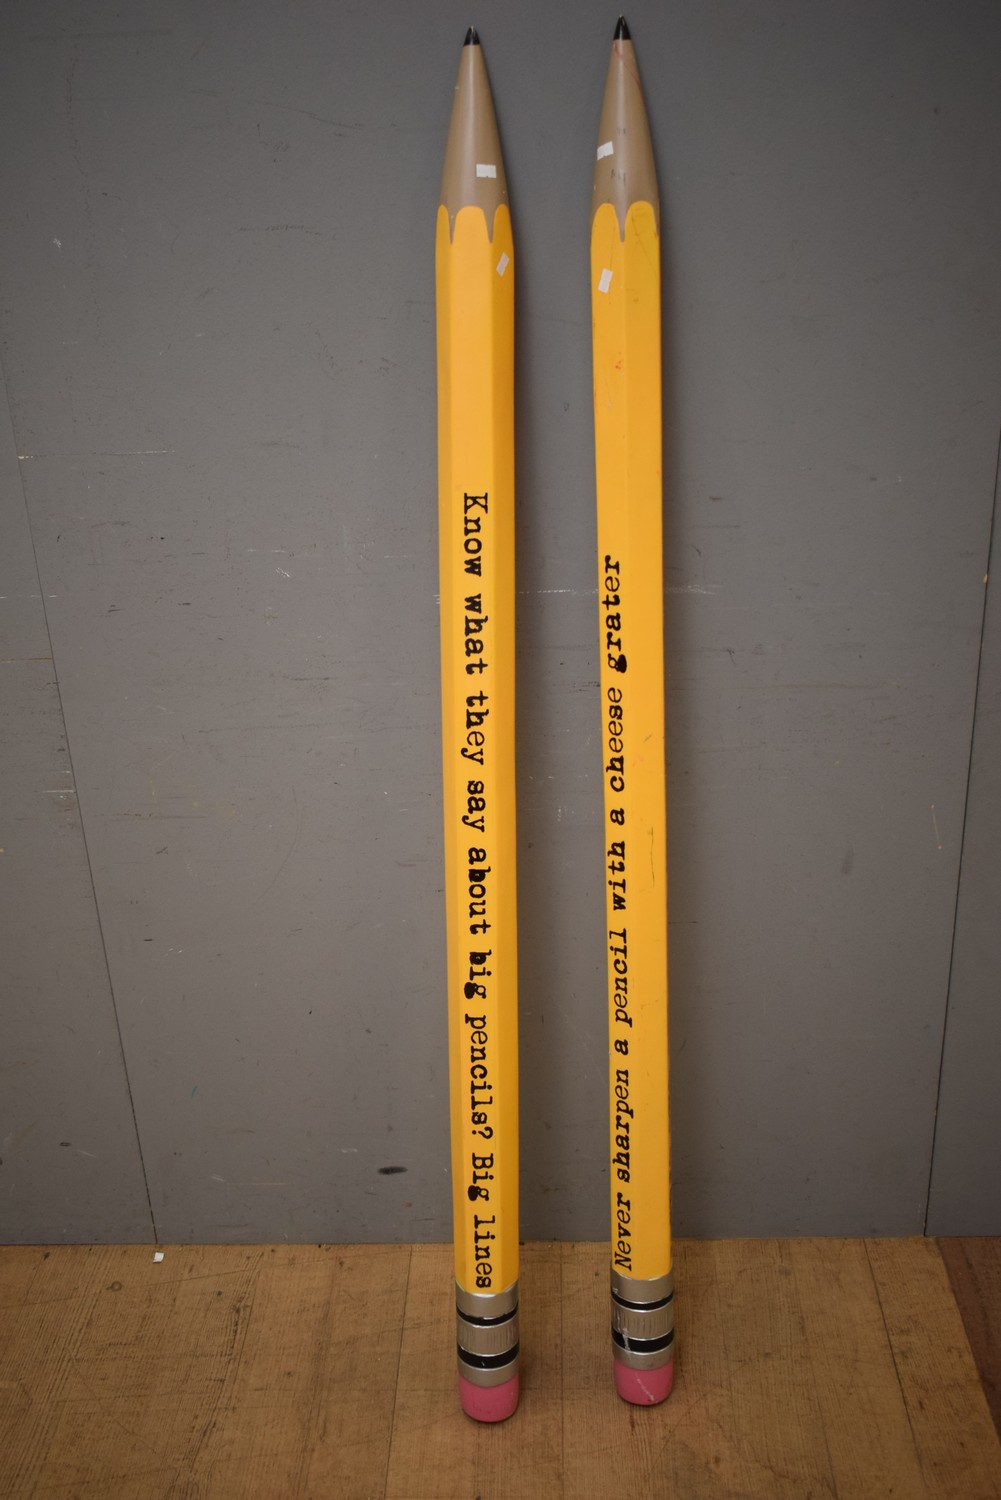 Know what they say about big pencils? Big lines
Never sharpen a pencil with a cheese grater